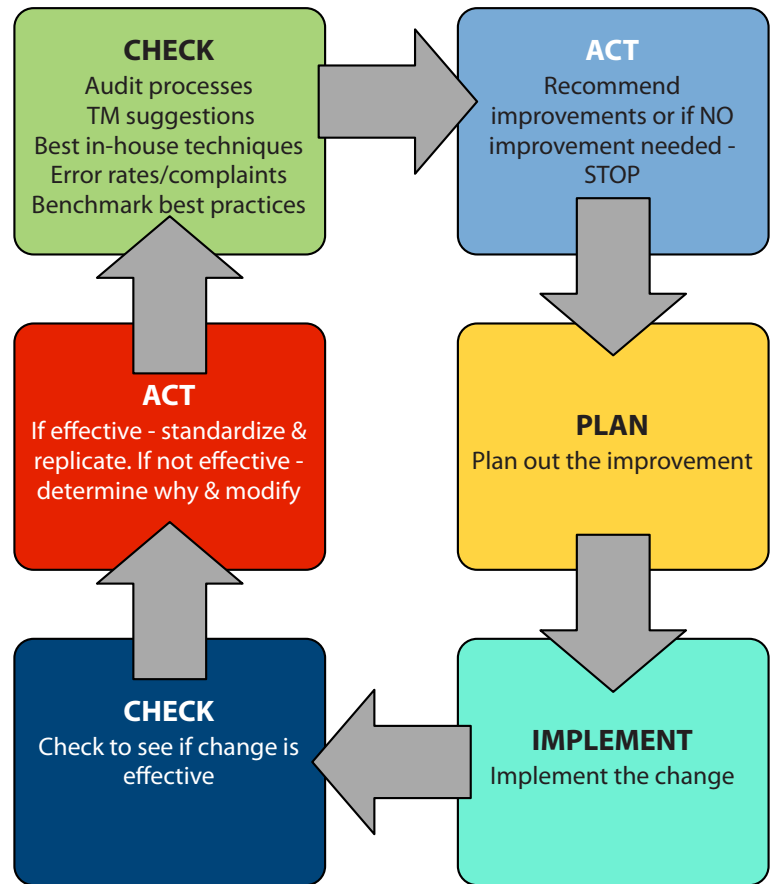 CHECK
Audit processes
TM suggestions
Best in-house techniques
Error rates/complaints
Benchmark best practices
ACT
Recommend
improvements or if NO
improvement needed -
STOP
PLAN
Plan out the improvement
IMPLEMENT
Implement the change
CHECK
Check to see if change is
effective
ACT
If effective - standardize &
replicate. If not effective -
determine why & modify